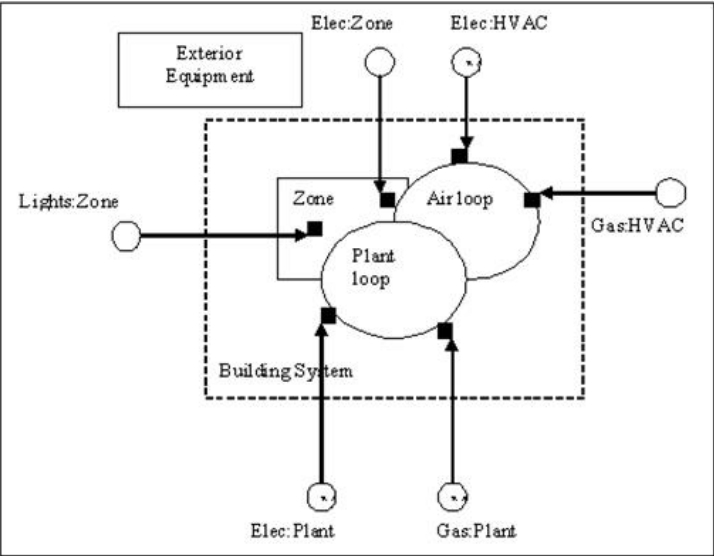 Elec:Zone
Elec:HVAC
Exterior
Equipment
Lights:Zone
Zone
Air loop
Gas:HVAC
Plant
loop
Building System
Elec:Plant
Gas:Plant